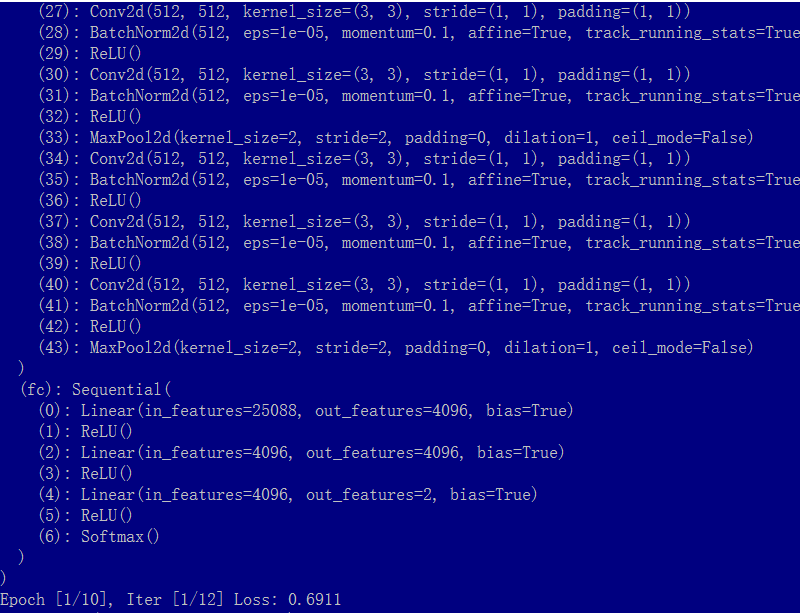 (27): Conv2d(512, 512, kernel_size=(3, 3), stride=(1, 1), padding=(1, 1))
(28): BatchNorm2d(512, eps=1e-05, momentum=0.1, affine=True, track_running_stats=True
(29): ReLU()
(30): Conv2d(512, 512, kernel_size=(3, 3), stride=(1, 1), padding=(1, 1))
(31): BatchNorm2d(512, eps=1e-05, momentum=0.1, affine=True, track_running_stats=True
(32): ReLU()
(33): MaxPool2d(kernel_size=2, stride=2, padding=0, dilation=1, ceil_mode=False)
(34): Conv2d(512, 512, kernel_size=(3, 3), stride=(1, 1), padding=(1, 1))
(35): BatchNorm2d(512, eps=1e-05, momentum=0.1, affine=True, track_running_stats=True
(36): ReLU()
(37): Conv2d(512, 512, kernel_size=(3, 3), stride=(1, 1), padding=(1, 1))
(38): BatchNorm2d(512, eps=1e-05, momentum=0.1, affine=True, track_running_stats=True
(39): ReLU()
(40): Conv2d(512, 512, kernel_size=(3, 3), stride=(1, 1), padding=(1, 1))
(41): BatchNorm2d(512, eps=1e-05, momentum=0.1, affine=True, track_running_stats=True
(42): ReLU()
(43): MaxPool2d(kernel_size=2, stride=2, padding=0, dilation=1, ceil_mode=False)
)
(fc): Sequential(
(0): Linear(in_features=25088, out_features=4096, bias=True)
(1): ReLU()
(2): Linear(in_features=4096, out_features=4096, bias=True)
(3): ReLU()
(4): Linear(in_features=4096, out_features=2, bias=True)
(5): ReLU()
(6): Softmax()
)
)
Epoch [1/10], Iter [1/12] Loss: 0.6911